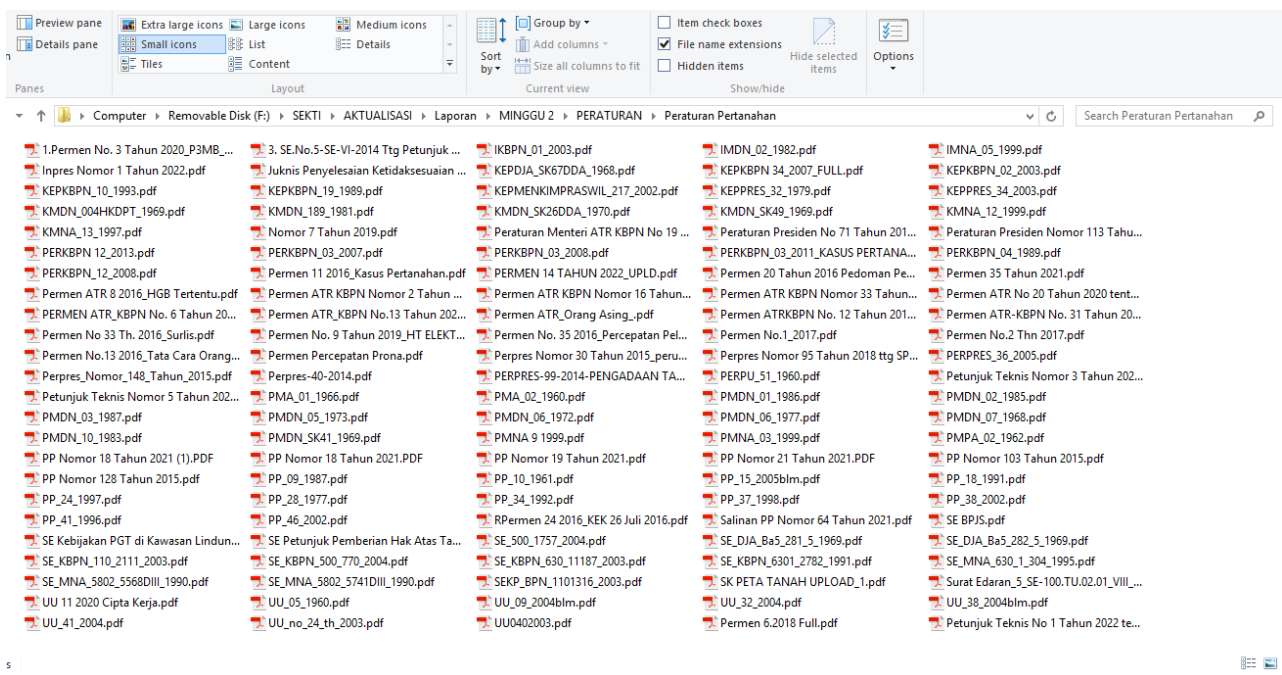 Preview pane
Details pane
n
Panes
Extra large icons Large icons Medium icons
Small icons List Details
Tiles Content
Layout
Sort by
Group by
Add columns
Size all columns to fit
Current view
Item check boxes
File name extensions
Hidden items
Hide selected items
Show/hide
Options
Computer Removable Disk (F:) SEKTI AKTUALISASI Laporan MINGGU 2 PERATURAN Peraturan Pertanahan
Search Peraturan Pertanahan
1.Permen No. 3 Tahun 2020_P3MB_... 3. SE.No.5-SE-VI-2014 Ttg Petunjuk ... IKBPN_01_2003.pdf IMDN_02_1982.pdf IMNA_05_1999.pdf
Inpres Nomor 1 Tahun 2022.pdf Juknis Penyelesaian Ketidaksesuaian ... KEPDJA_SK67DDA_1968.pdf KEPKBPN 34_2007_FULL.pdf KEPKBPN_02_2003.pdf
KEPKBPN_10_1993.pdf KEPKBPN_19_1989.pdf KEPMENKIMPRASWIL_217_2002.pdf KEPPRES_32_1979.pdf KEPPRES_34_2003.pdf
KMDN_004HKDPT_1969.pdf KMDN_189_1981.pdf KMDN_SK26DDA_1970.pdf KMDN_SK49_1969.pdf KMNA_12_1999.pdf
KMNA_13_1997.pdf Nomor 7 Tahun 2019.pdf Peraturan Menteri ATR KBPN No 19 ... Peraturan Presiden No 71 Tahun 201... Peraturan Presiden Nomor 113 Tahu...
PERKBPN 12_2013.pdf PERKBPN_03_2007.pdf PERKBPN_03_2008.pdf PERKBPN_03_2011_KASUS PERTANA... PERKBPN_04_1989.pdf
PERKBPN_12_2008.pdf Permen 11 2016_Kasus Pertanahan.pdf PERMEN 14 TAHUN 2022_UPLD.pdf Permen 20 Tahun 2016 Pedoman Pe... Permen 35 Tahun 2021.pdf
Permen ATR 8 2016_HGB Tertentu.pdf Permen ATR KBPN Nomor 2 Tahun ... Permen ATR KBPN Nomor 16 Tahun... Permen ATR KBPN Nomor 33 Tahun... Permen ATR No 20 Tahun 2020 tent...
PERMEN ATR_KBPN No. 6 Tahun 20... Permen ATR_KBPN No.13 Tahun 202... Permen ATR_Orang Asing_.pdf Permen ATRKBPN No. 12 Tahun 201... Permen ATR-KBPN No. 31 Tahun 20...
Permen No 33 Th. 2016_Surlis.pdf Permen No. 9 Tahun 2019_HT ELEKT... Permen No. 35 2016_Percepatan Pel... Permen No.1_2017.pdf Permen No.2 Thn 2017.pdf
Permen No.13 2016_Tata Cara Orang... Permen Percepatan Prona.pdf Perpres Nomor 30 Tahun 2015_peru... Perpres Nomor 95 Tahun 2018 ttg SP... PERPRES_36_2005.pdf
Perpres_Nomor_148_Tahun_2015.pdf Perpres-40-2014.pdf PERPRES-99-2014-PENGADAAN TA... PERPU_51_1960.pdf Petunjuk Teknis Nomor 3 Tahun 202...
Petunjuk Teknis Nomor 5 Tahun 202... PMA_01_1966.pdf PMA_02_1960.pdf PMDN_01_1986.pdf PMDN_02_1985.pdf
PMDN_03_1987.pdf PMDN_05_1973.pdf PMDN_06_1972.pdf PMDN_06_1977.pdf PMDN_07_1968.pdf
PMDN_10_1983.pdf PMDN_SK41_1969.pdf PMNA 9 1999.pdf PMNA_03_1999.pdf PMPA_02_1962.pdf
PP Nomor 18 Tahun 2021 (1).PDF PP Nomor 18 Tahun 2021.PDF PP Nomor 19 Tahun 2021.pdf PP Nomor 21 Tahun 2021.PDF PP Nomor 103 Tahun 2015.pdf
PP Nomor 128 Tahun 2015.pdf PP_09_1987.pdf PP_10_1961.pdf PP_15_2005blm.pdf PP_18_1991.pdf
PP_24_1997.pdf PP_28_1977.pdf PP_34_1992.pdf PP_37_1998.pdf PP_38_2002.pdf
PP_41_1996.pdf PP_46_2002.pdf RPermen 24 2016_KEK 26 Juli 2016.pdf Salinan PP Nomor 64 Tahun 2021.pdf SE BPJS.pdf
SE Kebijakan PGT di Kawasan Lindun... SE Petunjuk Pemberian Hak Atas Ta... SE_500_1757_2004.pdf SE_DJA_Ba5_281_5_1969.pdf SE_DJA_Ba5_282_5_1969.pdf
SE_KBPN_110_2111_2003.pdf SE_KBPN_500_770_2004.pdf SE_KBPN_630_11187_2003.pdf SE_KBPN_6301_2782_1991.pdf SE_MNA_630_1_304_1995.pdf
SE_MNA_5802_5568DIII_1990.pdf SE_MNA_5802_5741DIII_1990.pdf SEKP_BPN_1101316_2003.pdf SK PETA TANAH UPLOAD_1.pdf Surat Edaran_5_SE-100.TU.02.01_VIII_...
UU 11 2020 Cipta Kerja.pdf UU_05_1960.pdf UU_09_2004blm.pdf UU_32_2004.pdf UU_38_2004blm.pdf
UU_41_2004.pdf UU_no_24_th_2003.pdf UU0402003.pdf Permen 6.2018 Full.pdf Petunjuk Teknis No 1 Tahun 2022 te...
s